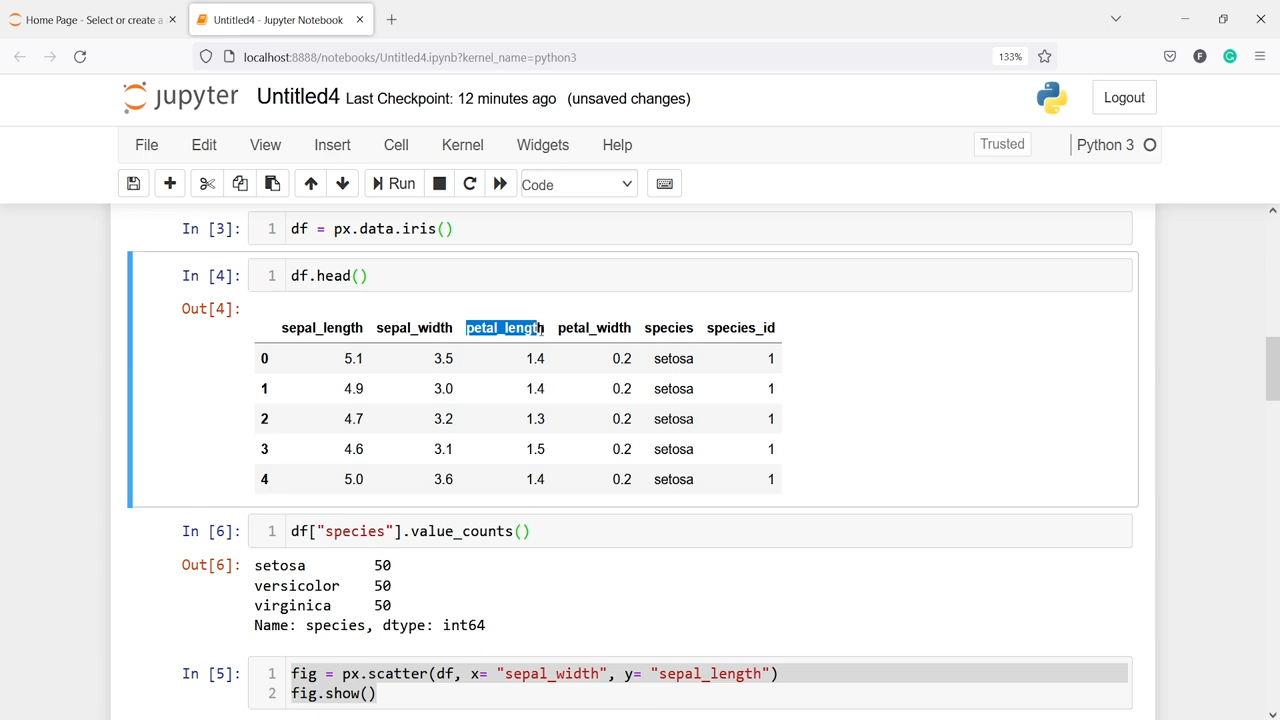 Home Page - Select or create a
Untitled4 - Jupyter Notebook
localhost:8888/notebooks/Untitled4.ipynb?kernel_name=python3
133%
F
G
jupyter Untitled4 Last Checkpoint: 12 minutes ago (unsaved changes)
Logout
File Edit View Insert Cell Kernel Widgets Help
Trusted
Python 3
Run
Code
In [3]: 1 df = px.data.iris()
In [4]: 1 df.head()
Out[4]:
sepal_length sepal_width petal_length petal_width species species_id
0 5.1 3.5 1.4 0.2 setosa 1
1 4.9 3.0 1.4 0.2 setosa 1
2 4.7 3.2 1.3 0.2 setosa 1
3 4.6 3.1 1.5 0.2 setosa 1
4 5.0 3.6 1.4 0.2 setosa 1
In [6]: 1 df["species"].value_counts()
Out[6]: setosa 50
versicolor 50
virginica 50
Name: species, dtype: int64
In [5]: 1 fig = px.scatter(df, x= "sepal_width", y= "sepal_length")
2 fig.show()